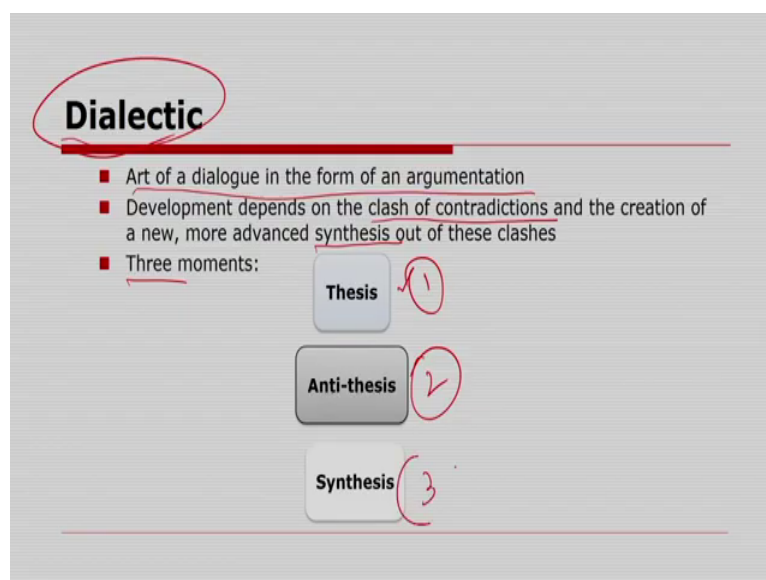 Dialectic
Art of a dialogue in the form of an argumentation
Development depends on the clash of contradictions and the creation of
a new, more advanced synthesis out of these clashes
Three moments:
Thesis 1
Anti-thesis 2
Synthesis 3